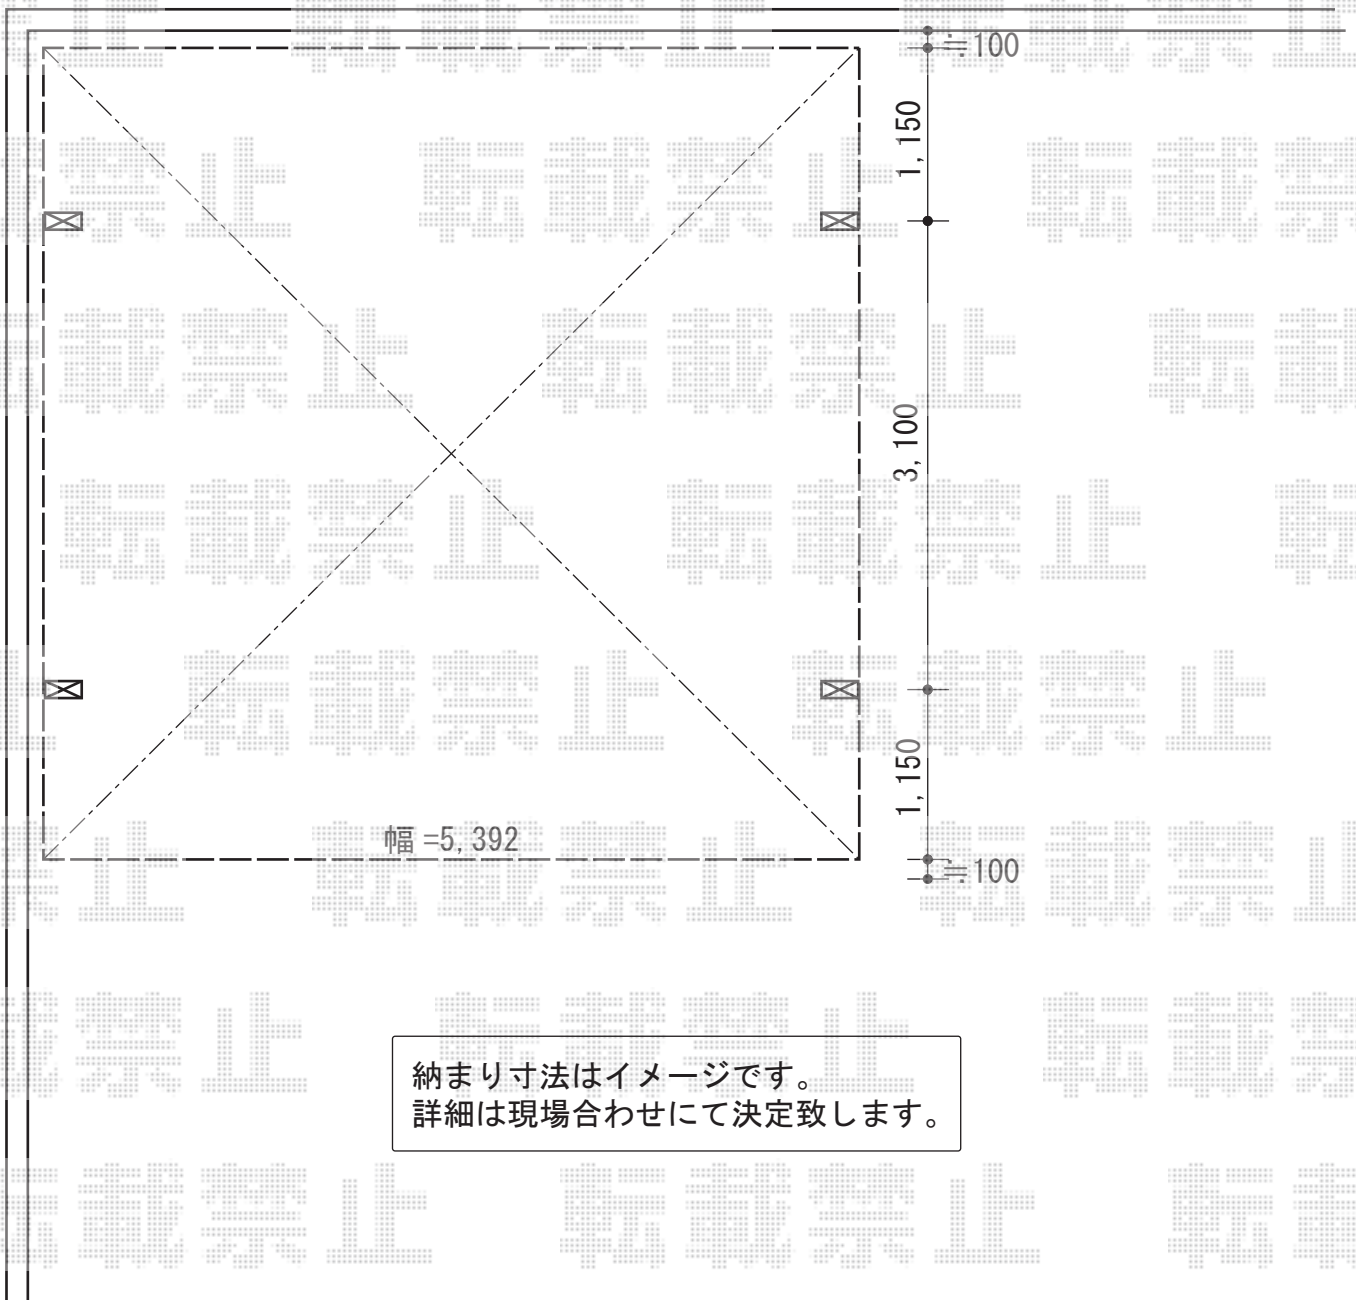 ≒100
1,150
3,100
1,150
≒100
幅=5,392
納まり寸法はイメージです。
詳細は現場合わせにて決定致します。
転載禁止